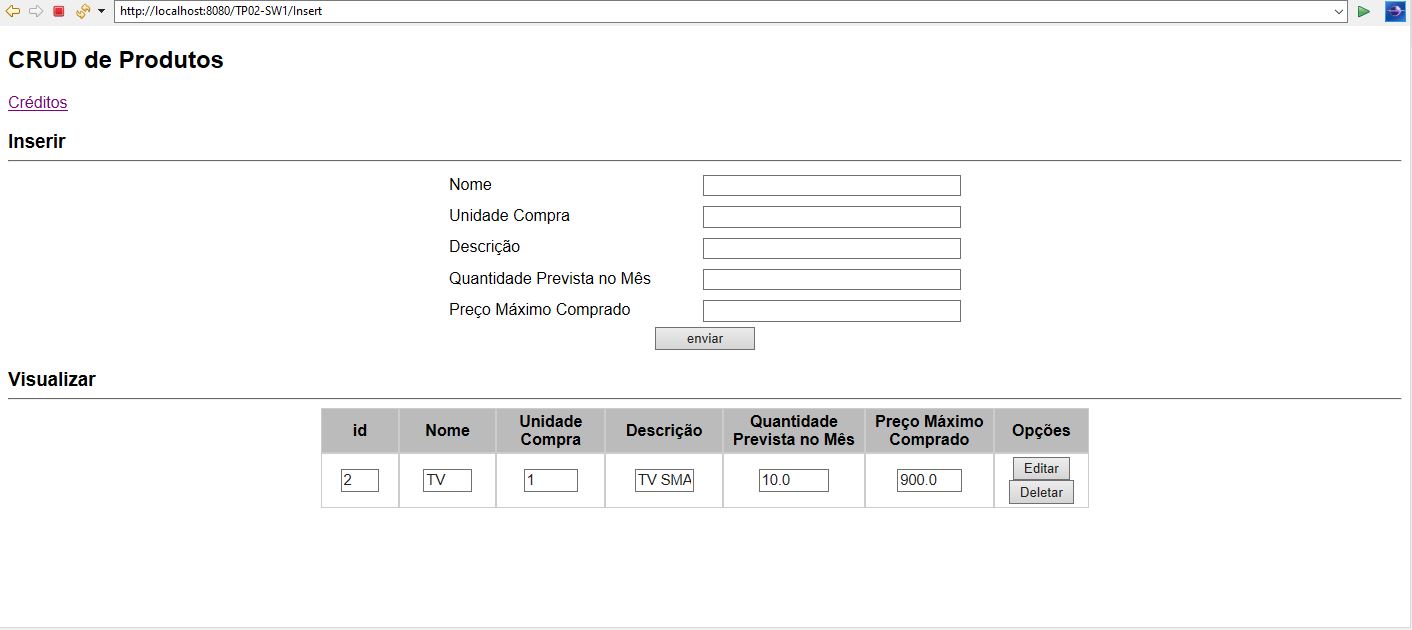 http://localhost:8080/TP02-SW1/Insert
CRUD de Produtos
Créditos
Inserir
Nome
Unidade Compra
Descrição
Quantidade Prevista no Mês
Preço Máximo Comprado
enviar
Visualizar
id Nome Unidade Compra Descrição Quantidade Prevista no Mês Preço Máximo Comprado Opções
2 TV 1 TV SMA 10.0 900.0 Editar
Deletar